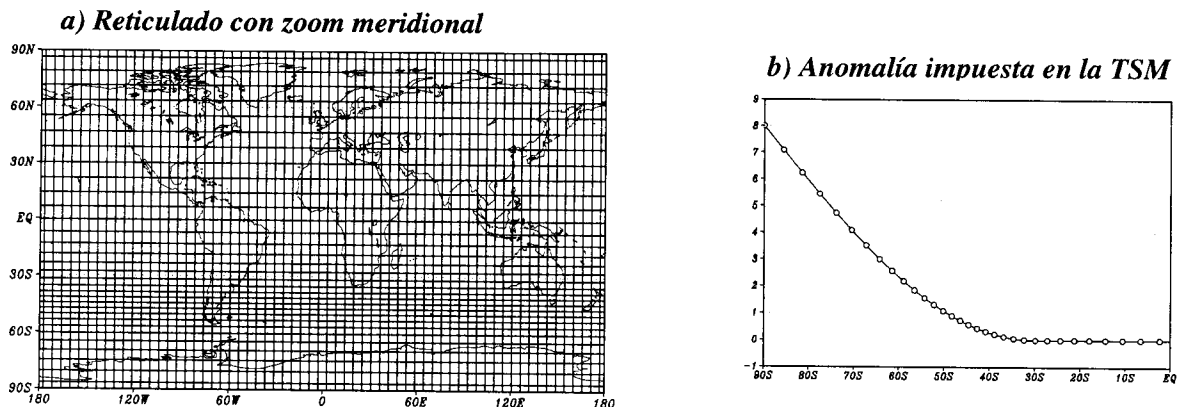 a) Reticulado con zoom meridional
90N
60N
30N
EQ
30S
60S
90S
180 120W 60W 0 60E 120E 180
b) Anomalía impuesta en la TSM
9
8
7
6
5
4
3
2
1
0
-1
90S 80S 70S 60S 50S 40S 30S 20S 10S EQ